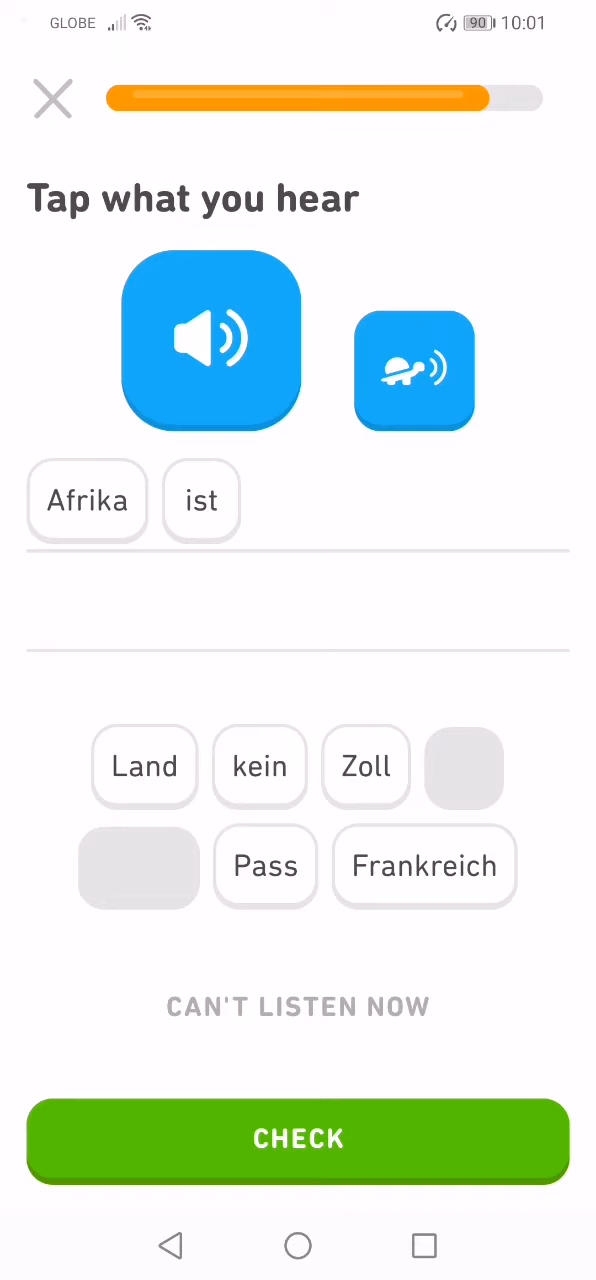 GLOBE 90 10:01
Tap what you hear
Afrika ist
Land kein Zoll
Pass Frankreich
CAN'T LISTEN NOW
CHECK